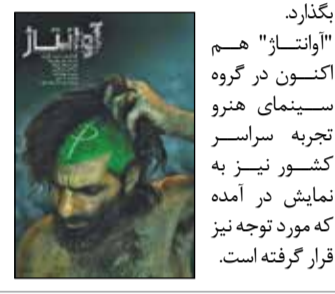 بگذارد.
"آوانتاژ" هم
اکنون در گروه
سینمای هنرو
تجربه سراسر
کشور نیز به
نمایش در آمده
که مورد توجه نیز
قرار گرفته است.
آوانتاژ